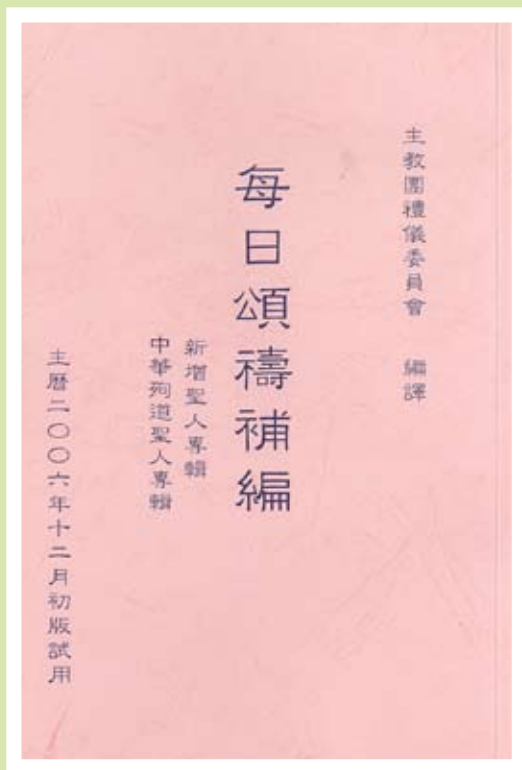 主教團禮儀委員會　編譯
每日頌禱補編
新增聖人專輯
中華殉道聖人專輯
主曆二〇〇六年十二月初版試用